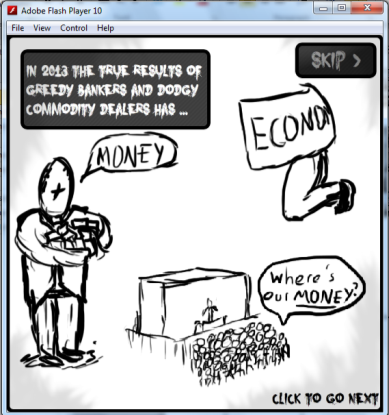 Adobe Flash Player 10
File View Control Help
IN 2013 THE TRUE RESULTS OF
GREEDY BANKERS AND DODGY
COMMODITY DEALERS HAS ...
SKIP >
MONEY
ECONO
Where's
our MONEY?
CLICK TO GO NEXT